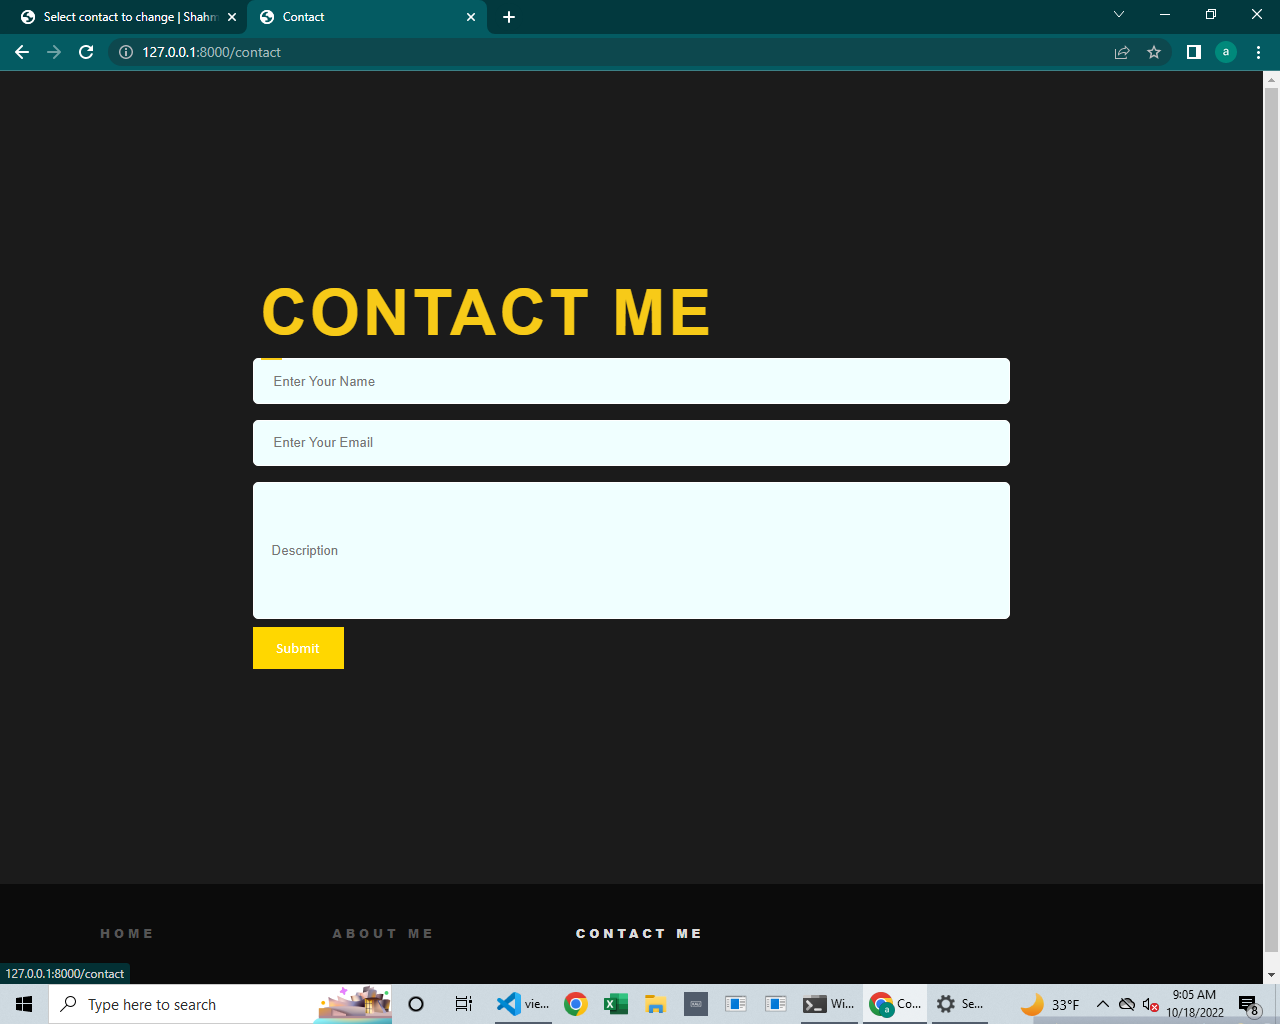 Select contact to change | Shahm
Contact
127.0.0.1:8000/contact
a
CONTACT ME
Enter Your Name
Enter Your Email
Description
Submit
HOME
ABOUT ME
CONTACT ME
127.0.0.1:8000/contact
Type here to search
vie...
Wi...
a
Co...
Se...
33°F
9:05 AM
10/18/2022
8